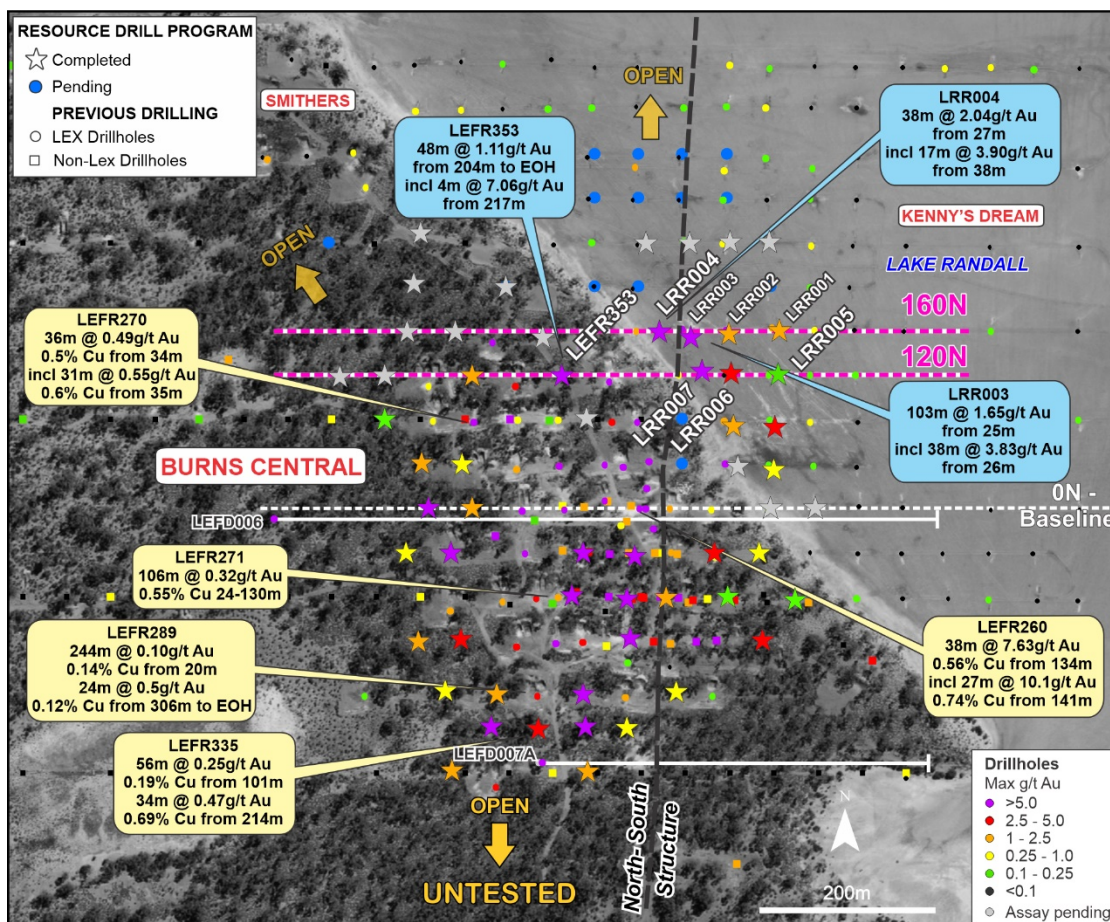 RESOURCE DRILL PROGRAM
Completed
Pending
PREVIOUS DRILLING
LEX Drillholes
Non-Lex Drillholes
SMITHERS
OPEN
LEFR353
48m @ 1.11g/t Au
from 204m to EOH
incl 4m @ 7.06g/t Au
from 217m
LRR004
38m @ 2.04g/t Au
from 27m
incl 17m @ 3.90g/t Au
from 38m
KENNY'S DREAM
LAKE RANDALL
OPEN
LRR004
LRR003
LRR002
LRR001
160N
LEFR353
LRR005
120N
LEFR270
36m @ 0.49g/t Au
0.5% Cu from 34m
incl 31m @ 0.55g/t Au
0.6% Cu from 35m
LRR007
LRR006
LRR003
103m @ 1.65g/t Au
from 25m
incl 38m @ 3.83g/t Au
from 26m
BURNS CENTRAL
0N -
Baseline
LEFD006
LEFR271
106m @ 0.32g/t Au
0.55% Cu 24-130m
LEFR289
244m @ 0.10g/t Au
0.14% Cu from 20m
24m @ 0.5g/t Au
0.12% Cu from 306m to EOH
LEFR260
38m @ 7.63g/t Au
0.56% Cu from 134m
incl 27m @ 10.1g/t Au
0.74% Cu from 141m
LEFR335
56m @ 0.25g/t Au
0.19% Cu from 101m
34m @ 0.47g/t Au
0.69% Cu from 214m
LEFD007A
OPEN
UNTESTED
North- South
Structure
N
200m
Drillholes
Max g/t Au
>5.0
2.5 - 5.0
1 - 2.5
0.25 - 1.0
0.1 - 0.25
<0.1
Assay pending